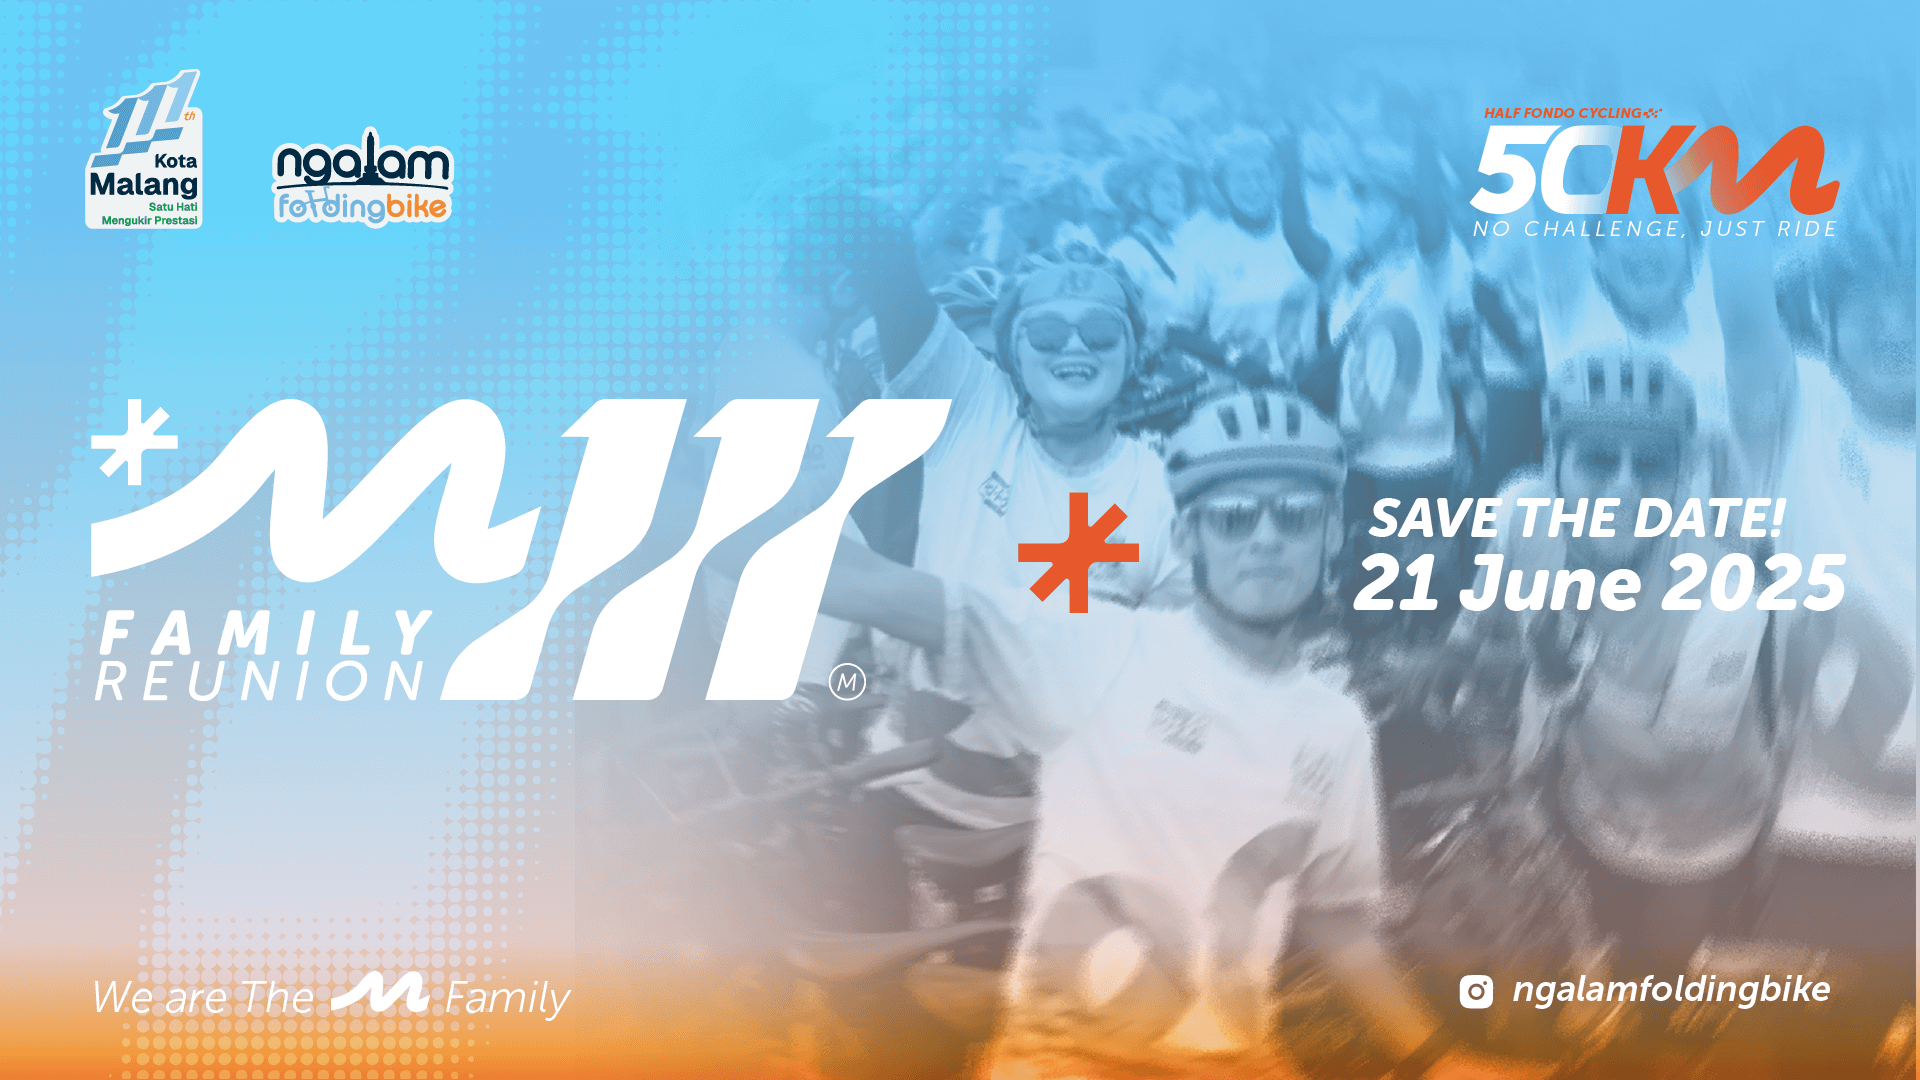 111th
Kota
Malang
Satu Hati
Mengukir Prestasi
ngalam
foldingbike
HALF FONDO CYCLING
50KM
NO CHALLENGE, JUST RIDE
M111
FAMILY
REUNION
M
SAVE THE DATE!
21 June 2025
We are The M Family
ngalamfoldingbike